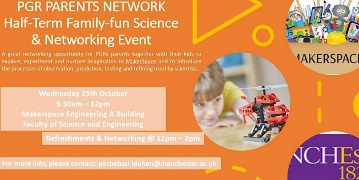 PGR PARENTS NETWORK
Half-Term Family-fun Science
& Networking Event
A great networking opportunity for PGRs parents together with their kids to
explore, experiment and nurture imagination in MakerSpace and to introduce
the processes of observation, prediction, testing and refining used by scientists.
Wednesday 25th October
9:30am – 12pm
Makerspace Engineering A Building
Faculty of Science and Engineering
Refreshments & Networking @ 12pm – 2pm
For more info, please contact: perpetual.idehen@manchester.ac.uk
MAKERSPACE
NCHES
182